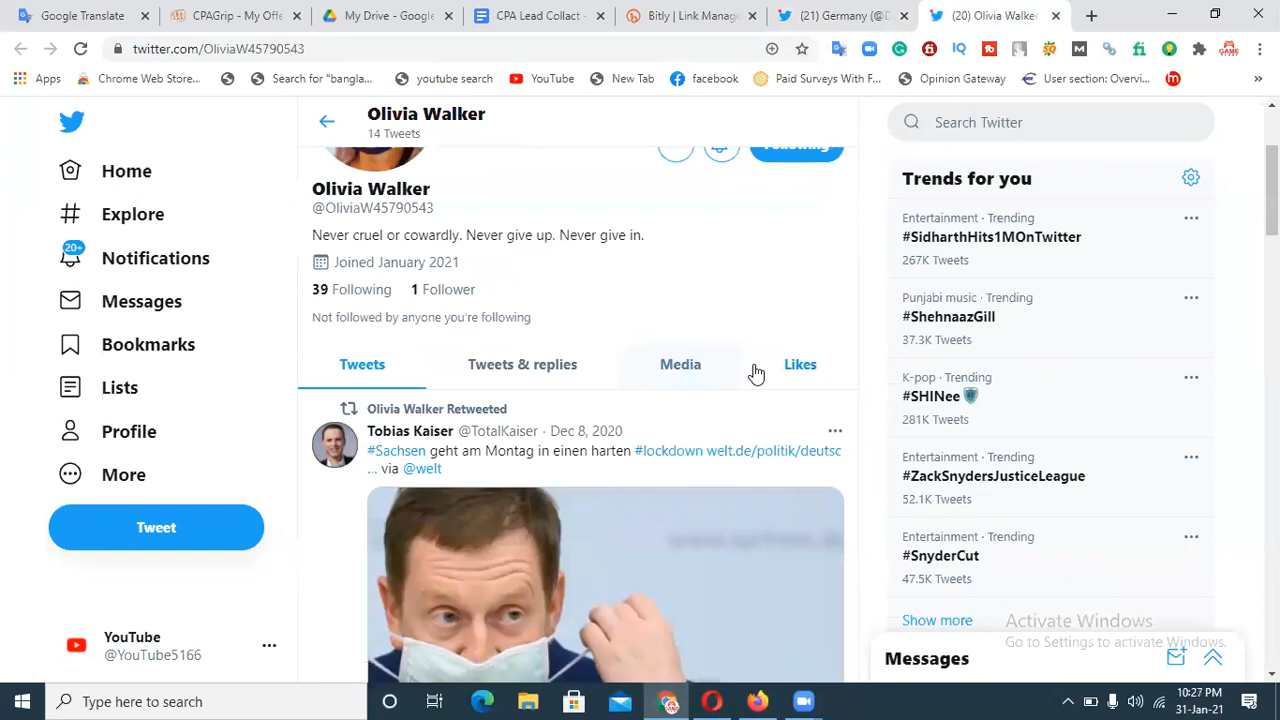 Google Translate
CPAGrip - My Offe
My Drive - Google
CPA Lead Collect -
Bitly | Link Manage
(21) Germany (@D
(20) Olivia Walker
twitter.com/OliviaW45790543
Apps
Chrome Web Store...
Search for "bangla...
youtube search
YouTube
New Tab
facebook
Paid Surveys With F...
Opinion Gateway
User section: Overvi...
Olivia Walker
14 Tweets
Home
Explore
20+
Notifications
Messages
Bookmarks
Lists
Profile
More
Tweet
YouTube
@YouTube5166
Following
Olivia Walker
@OliviaW45790543
Never cruel or cowardly. Never give up. Never give in.
Joined January 2021
39 Following 1 Follower
Not followed by anyone you're following
Tweets Tweets & replies Media Likes
Olivia Walker Retweeted
Tobias Kaiser @TotalKaiser · Dec 8, 2020
#Sachsen geht am Montag in einen harten #lockdown welt.de/politik/deutsc
... via @welt
Search Twitter
Trends for you
Entertainment · Trending
#SidharthHits1MOnTwitter
267K Tweets
Punjabi music · Trending
#ShehnaazGill
37.3K Tweets
K-pop · Trending
#SHINee
281K Tweets
Entertainment · Trending
#ZackSnydersJusticeLeague
52.1K Tweets
Entertainment · Trending
#SnyderCut
47.5K Tweets
Show more
Activate Windows
Go to Settings to activate Windows.
Messages
Type here to search
10:27 PM
31-Jan-21